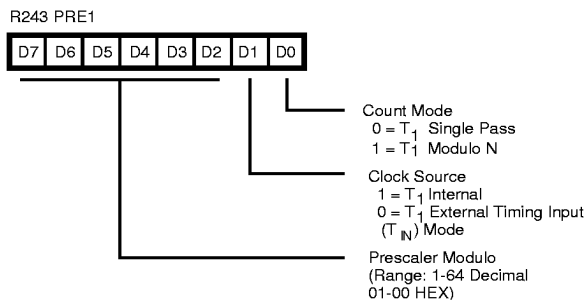 R243 PRE1
D7 D6 D5 D4 D3 D2 D1 D0
Count Mode
0 = T1 Single Pass
1 = T1 Modulo N
Clock Source
1 = T1 Internal
0 = T1 External Timing Input
(TIN) Mode
Prescaler Modulo
(Range: 1-64 Decimal
01-00 HEX)